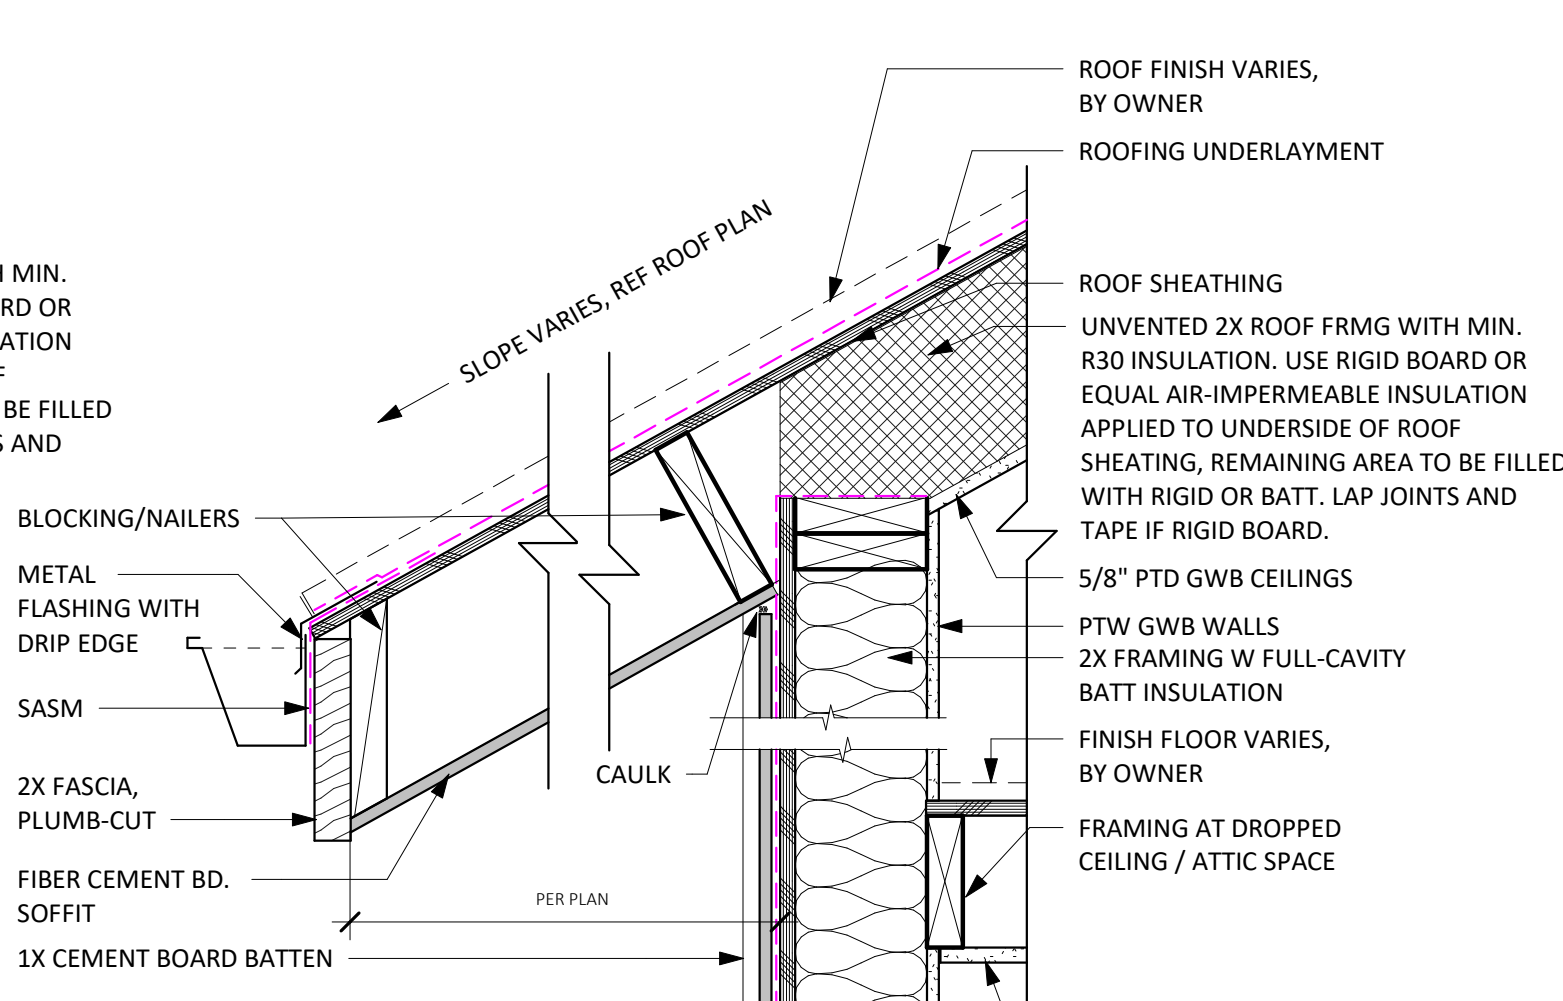 ROOF FINISH VARIES,
BY OWNER
ROOFING UNDERLAYMENT
SLOPE VARIES, REF ROOF PLAN
ROOF SHEATHING
UNVENTED 2X ROOF FRMG WITH MIN.
R30 INSULATION. USE RIGID BOARD OR
EQUAL AIR-IMPERMEABLE INSULATION
APPLIED TO UNDERSIDE OF ROOF
SHEATING, REMAINING AREA TO BE FILLED
WITH RIGID OR BATT. LAP JOINTS AND
TAPE IF RIGID BOARD.
5/8" PTD GWB CEILINGS
PTW GWB WALLS
2X FRAMING W FULL-CAVITY
BATT INSULATION
FINISH FLOOR VARIES,
BY OWNER
FRAMING AT DROPPED
CEILING / ATTIC SPACE
MIN.
OR
BE FILLED
AND
BLOCKING/NAILERS
METAL
FLASHING WITH
DRIP EDGE
SASM
2X FASCIA,
PLUMB-CUT
FIBER CEMENT BD.
SOFFIT
1X CEMENT BOARD BATTEN
CAULK
PER PLAN